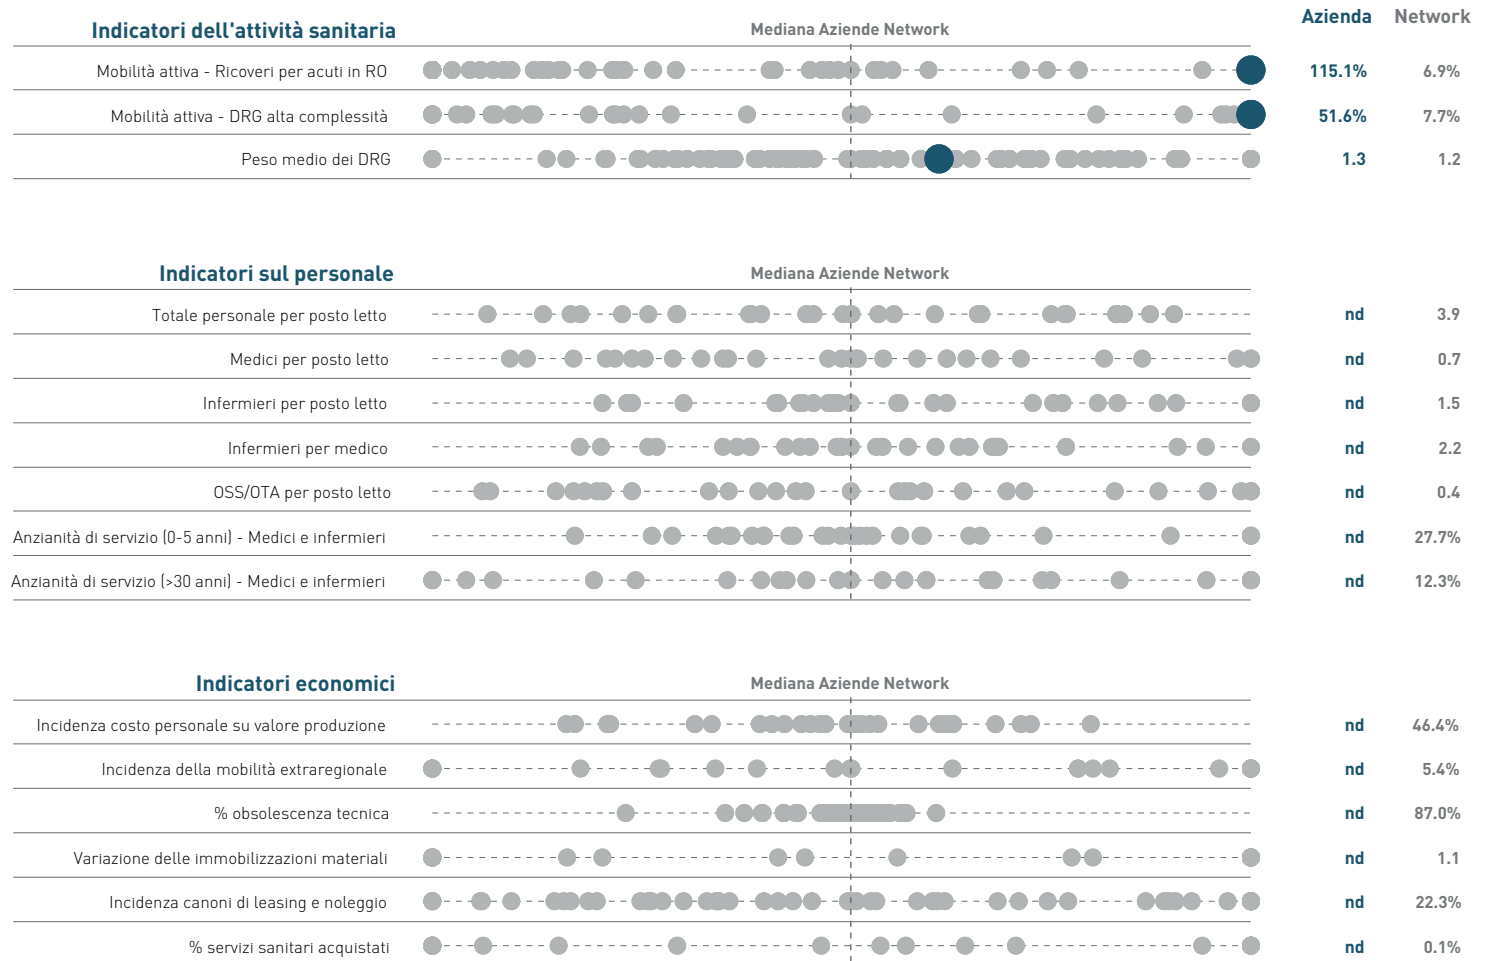 Azienda Network
Indicatori dell'attività sanitaria Mediana Aziende Network
Mobilità attiva - Ricoveri per acuti in RO 115.1% 6.9%
Mobilità attiva - DRG alta complessità 51.6% 7.7%
Peso medio dei DRG 1.3 1.2
Indicatori sul personale Mediana Aziende Network
Totale personale per posto letto nd 3.9
Medici per posto letto nd 0.7
Infermieri per posto letto nd 1.5
Infermieri per medico nd 2.2
OSS/OTA per posto letto nd 0.4
Anzianità di servizio (0-5 anni) - Medici e infermieri nd 27.7%
Anzianità di servizio (>30 anni) - Medici e infermieri nd 12.3%
Indicatori economici Mediana Aziende Network
Incidenza costo personale su valore produzione nd 46.4%
Incidenza della mobilità extraregionale nd 5.4%
% obsolescenza tecnica nd 87.0%
Variazione delle immobilizzazioni materiali nd 1.1
Incidenza canoni di leasing e noleggio nd 22.3%
% servizi sanitari acquistati nd 0.1%